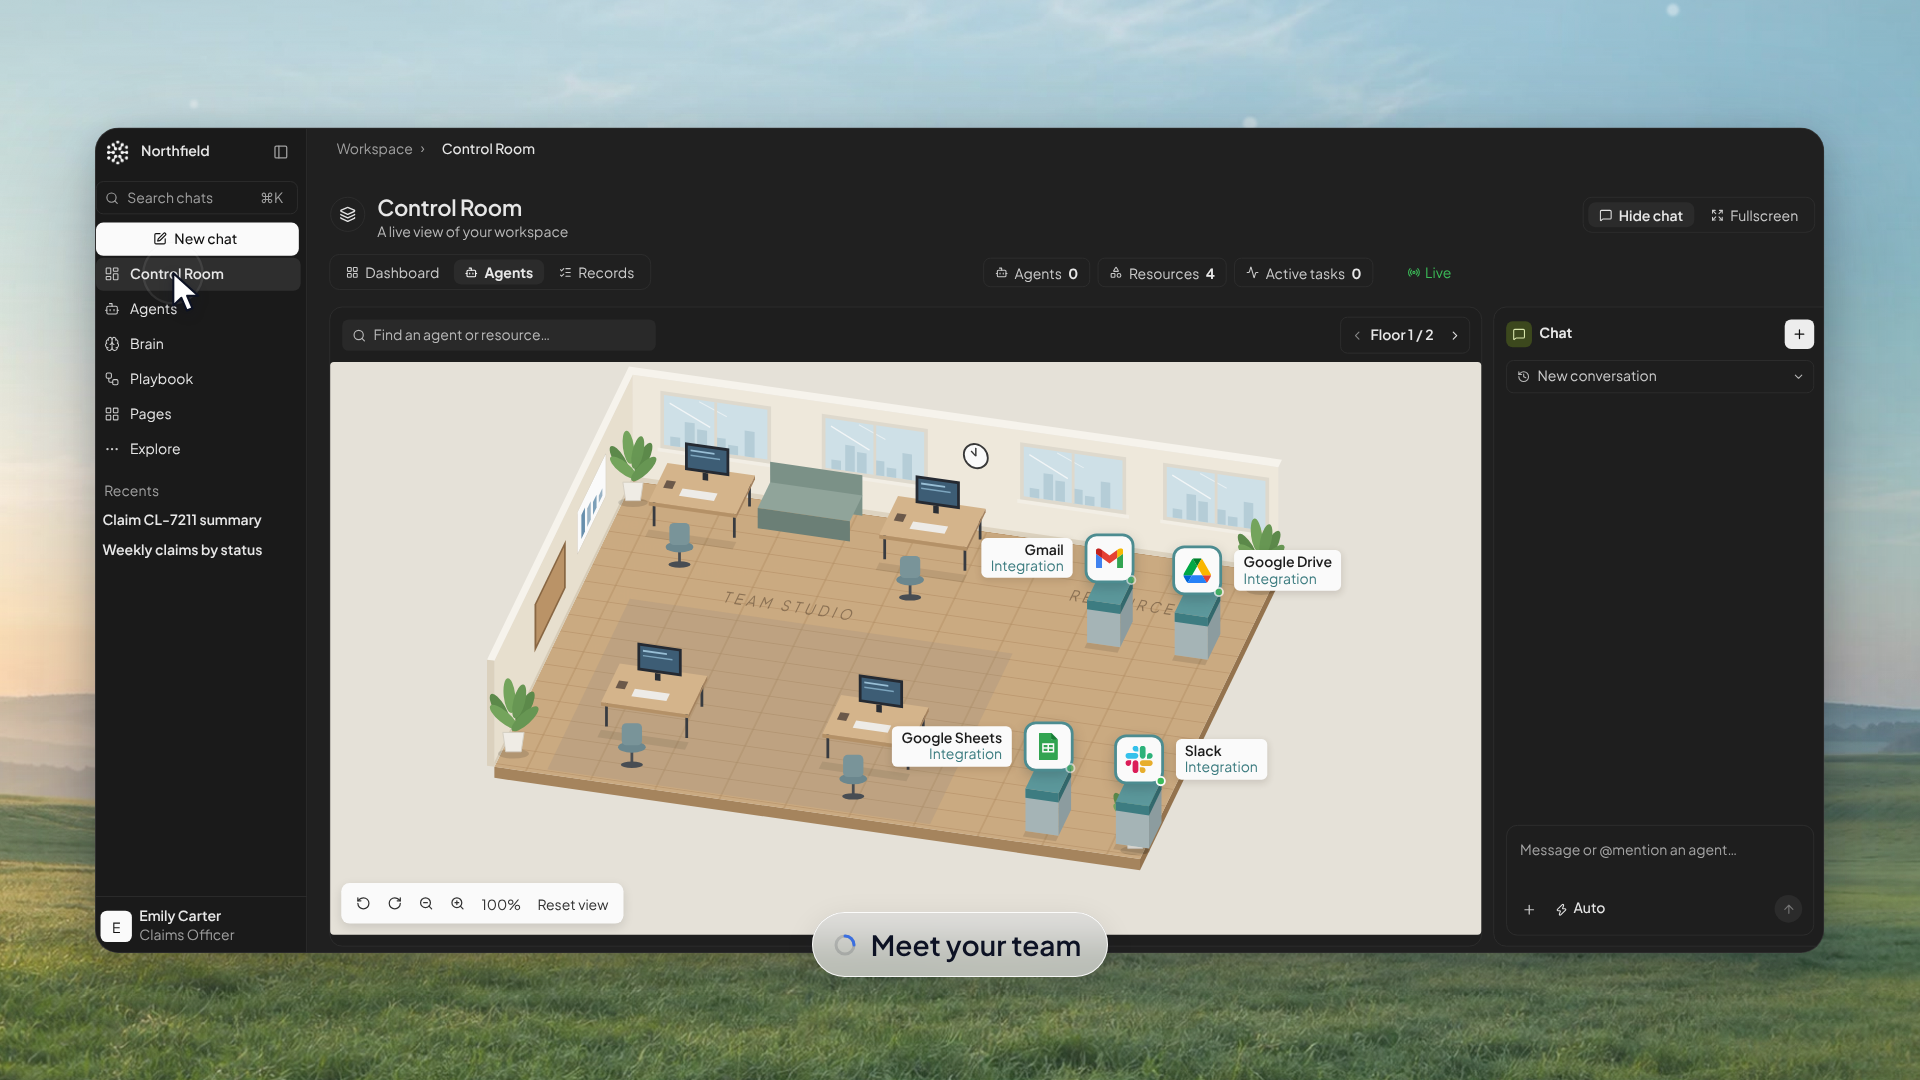 Northfield
Search chats ⌘K
New chat
Control Room
Agents
Brain
Playbook
Pages
Explore
Recents
Claim CL-7211 summary
Weekly claims by status
E
Emily Carter
Claims Officer
Workspace › Control Room
Control Room
A live view of your workspace
Hide chat
Fullscreen
Dashboard
Agents
Records
Agents 0
Resources 4
Active tasks 0
Live
Find an agent or resource...
Floor 1 / 2
TEAM STUDIO
Gmail
Integration
Google Drive
Integration
Google Sheets
Integration
Slack
Integration
100%
Reset view
Chat
New conversation
Message or @mention an agent...
Auto
Meet your team